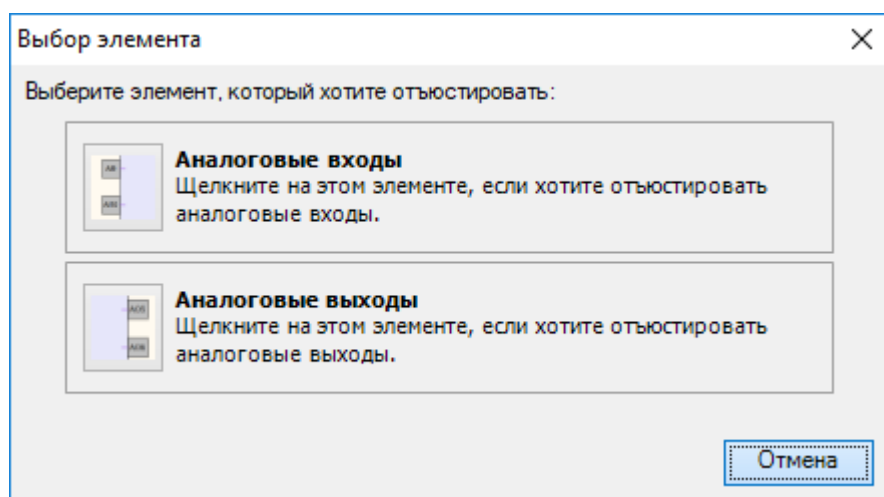 Выбор элемента
Выберите элемент, который хотите отъюстировать:
Аналоговые входы
Щелкните на этом элементе, если хотите отъюстировать
аналоговые входы.
Аналоговые выходы
Щелкните на этом элементе, если хотите отъюстировать
аналоговые выходы.
Отмена